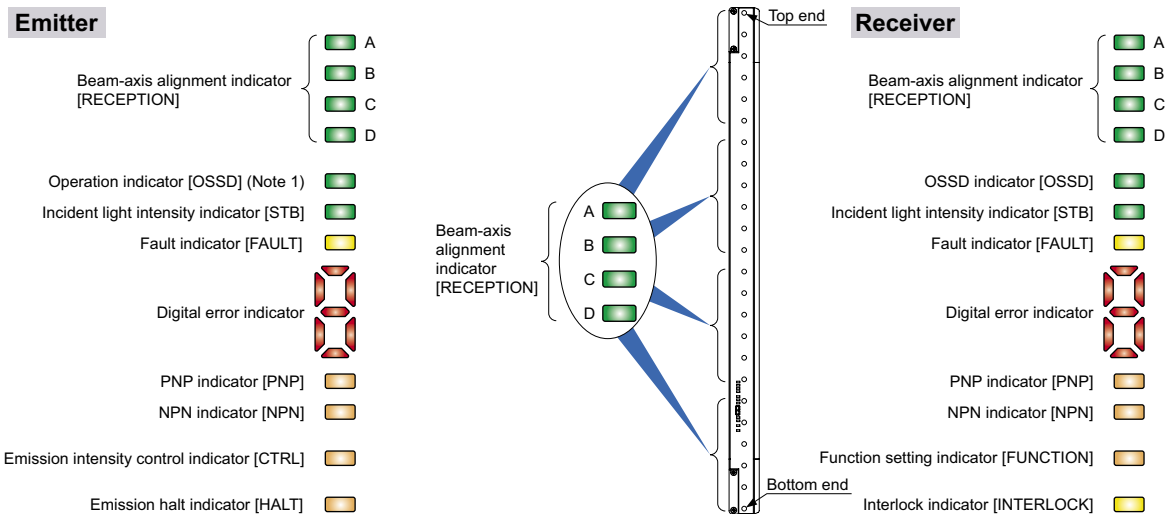 Emitter
A
B
C
D
Beam-axis alignment indicator
[RECEPTION]
Operation indicator [OSSD] (Note 1)
Incident light intensity indicator [STB]
Fault indicator [FAULT]
Digital error indicator
PNP indicator [PNP]
NPN indicator [NPN]
Emission intensity control indicator [CTRL]
Emission halt indicator [HALT]
Top end
Beam-axis
alignment
indicator
[RECEPTION]
A
B
C
D
Bottom end
Receiver
A
B
C
D
Beam-axis alignment indicator
[RECEPTION]
OSSD indicator [OSSD]
Incident light intensity indicator [STB]
Fault indicator [FAULT]
Digital error indicator
PNP indicator [PNP]
NPN indicator [NPN]
Function setting indicator [FUNCTION]
Interlock indicator [INTERLOCK]